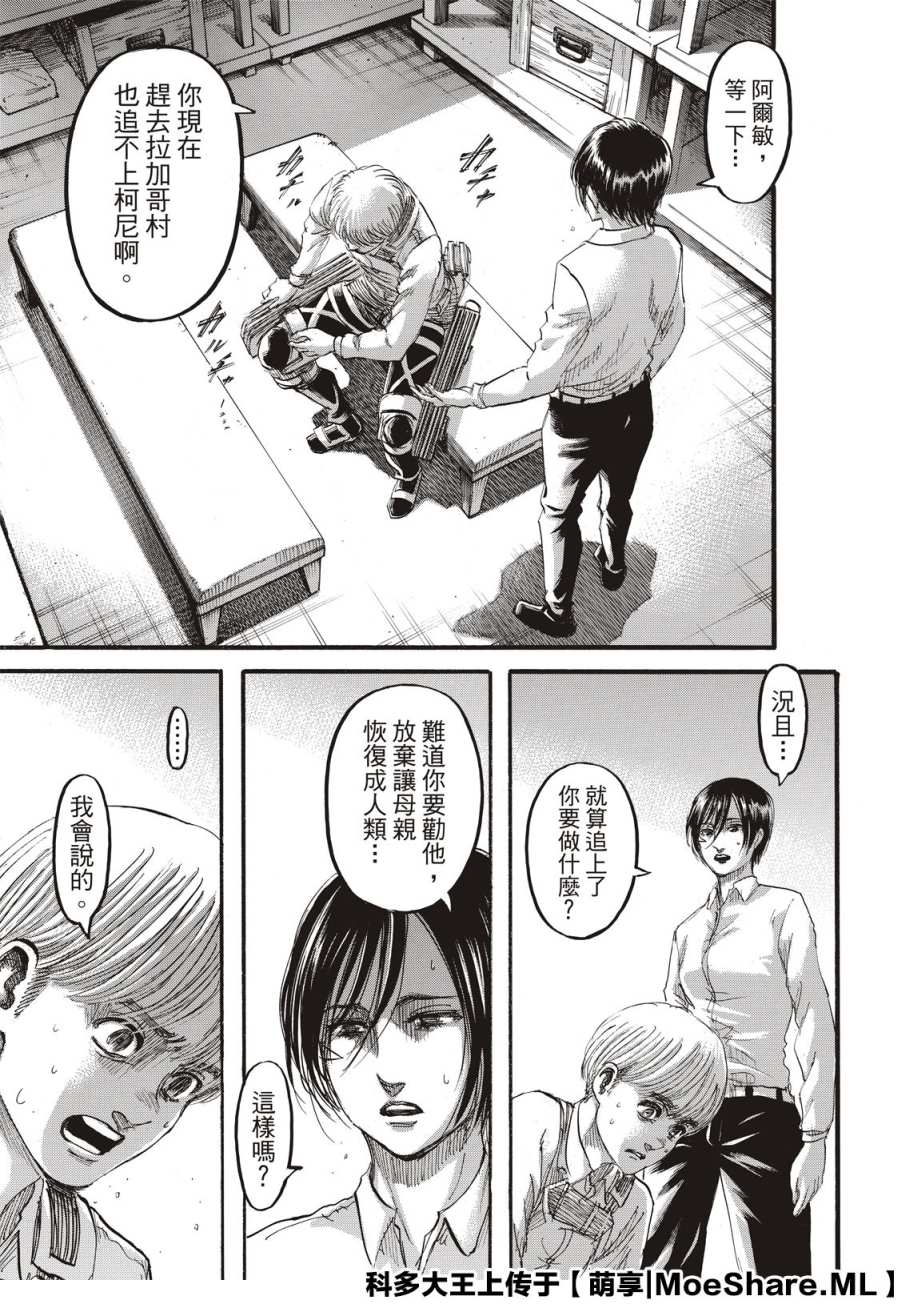 阿爾敏，
等一下…
你現在
趕去拉加哥村
也追不上柯尼啊。
況且…
就算追上了
你要做什麼？
難道你要勸他，
放棄讓母親
恢復成人類…
這樣嗎？
……
我會說的。
科多大王上传于【萌享|MoeShare.ML】